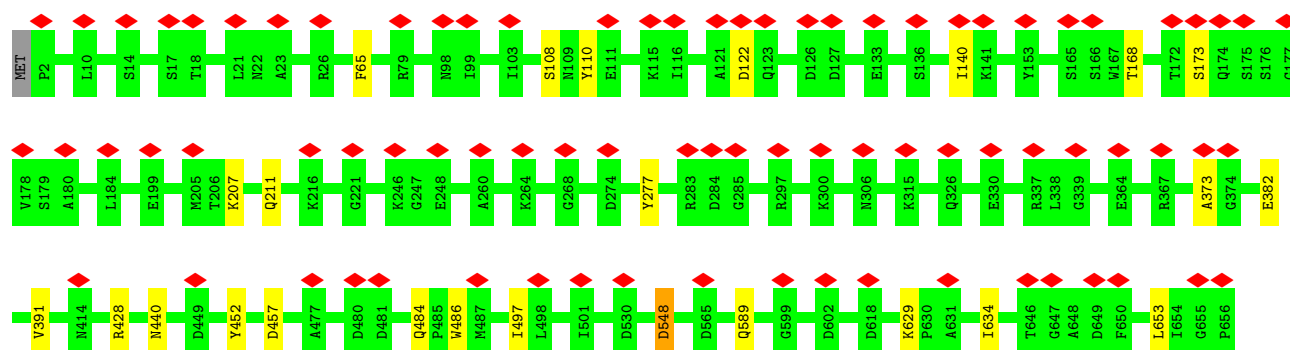 MET P2 L10 S14 S17 T18 L21 N22 A23 R26 F65 R79 N98 I99 I103 S108 N109 Y110 E111 K115 I116 A121 D122 Q123 D126 D127 E133 S136 I140 K141 Y153 S165 S166 W167 T168 T172 S173 Q174 S175 S176 G177
V178 S179 A180 L184 E199 M205 T206 K207 Q211 K216 G221 K246 G247 E248 A260 K264 G268 D274 Y277 R283 D284 G285 R297 K300 N306 K315 Q326 E330 R337 L338 G339 E364 R367 A373 G374 E382
V391 N414 R428 N440 D449 Y452 D457 A477 D480 D481 Q484 P485 W486 M487 I497 L498 I501 D530 D548 D565 Q589 G599 D602 D618 K629 P630 A631 I634 T646 G647 A648 D649 F650 L653 I654 G655 P656